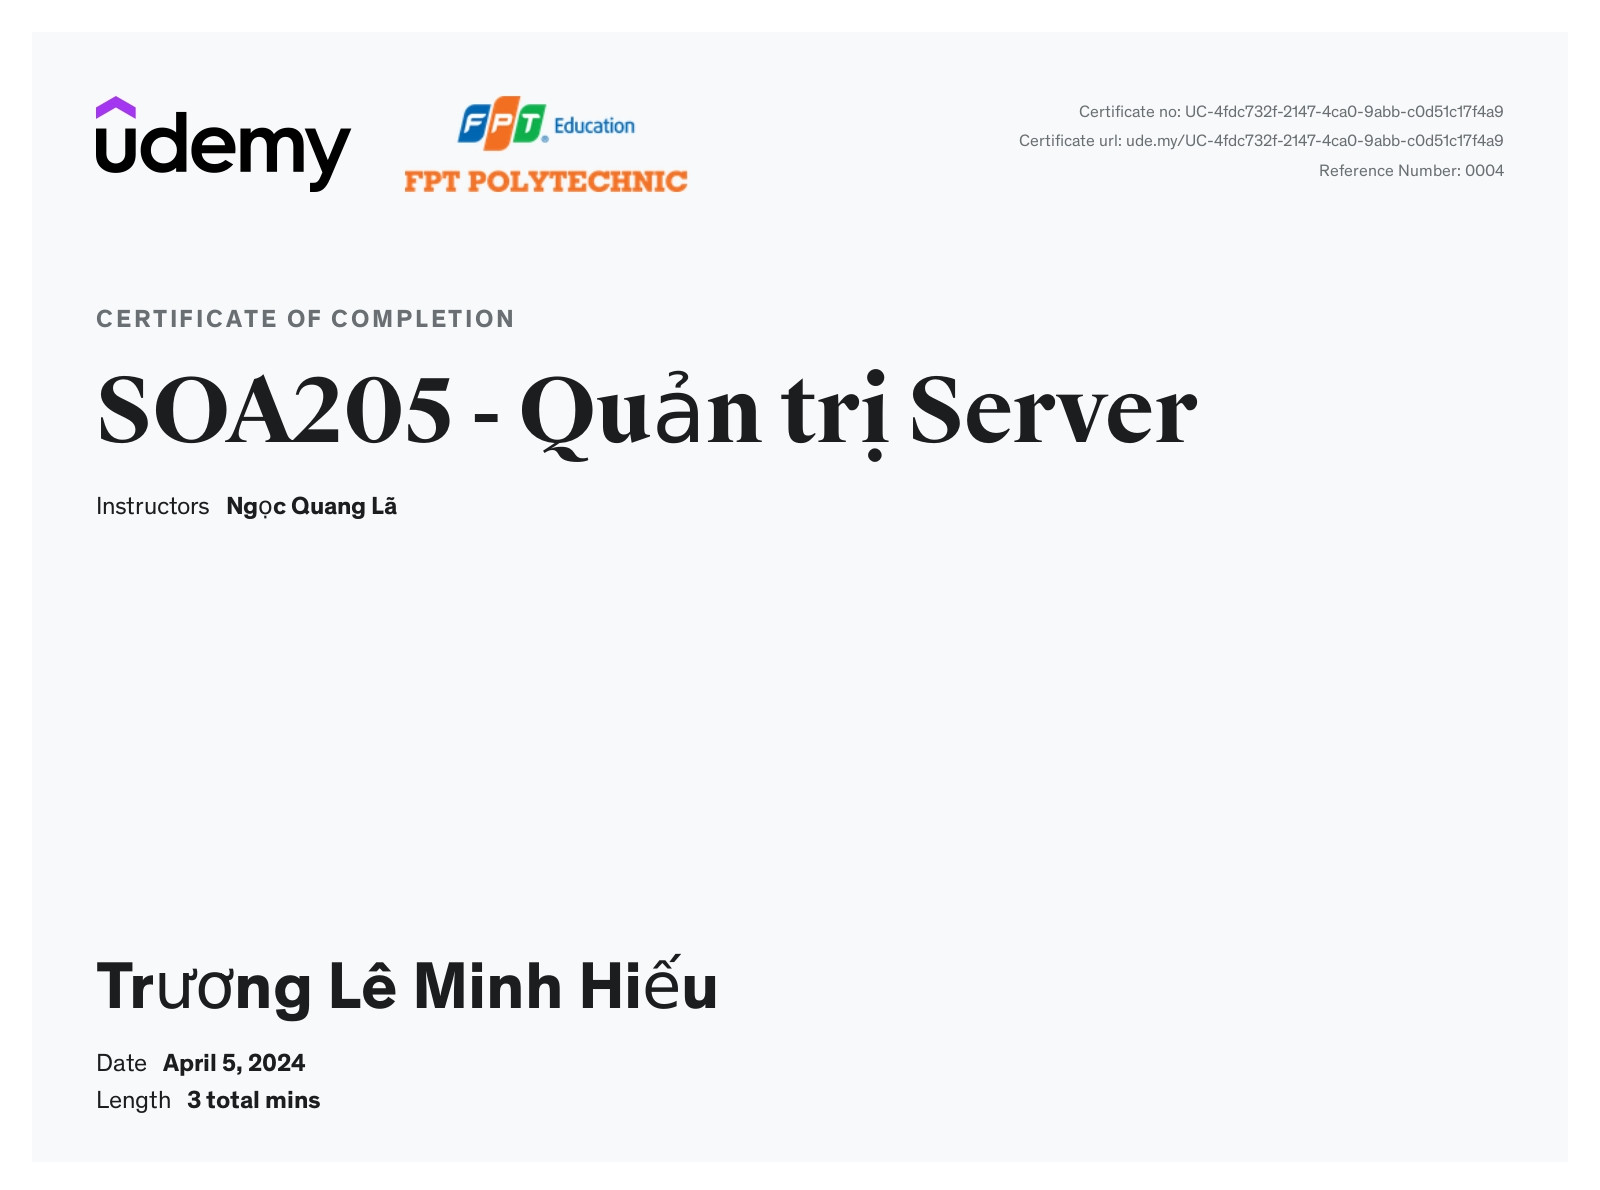 udemy
FPT Education
FPT POLYTECHNIC
Certificate no: UC-4fdc732f-2147-4ca0-9abb-c0d51c17f4a9
Certificate url: ude.my/UC-4fdc732f-2147-4ca0-9abb-c0d51c17f4a9
Reference Number: 0004
CERTIFICATE OF COMPLETION
SOA205 - Quản trị Server
Instructors Ngọc Quang Lã
Trương Lê Minh Hiếu
Date April 5, 2024
Length 3 total mins